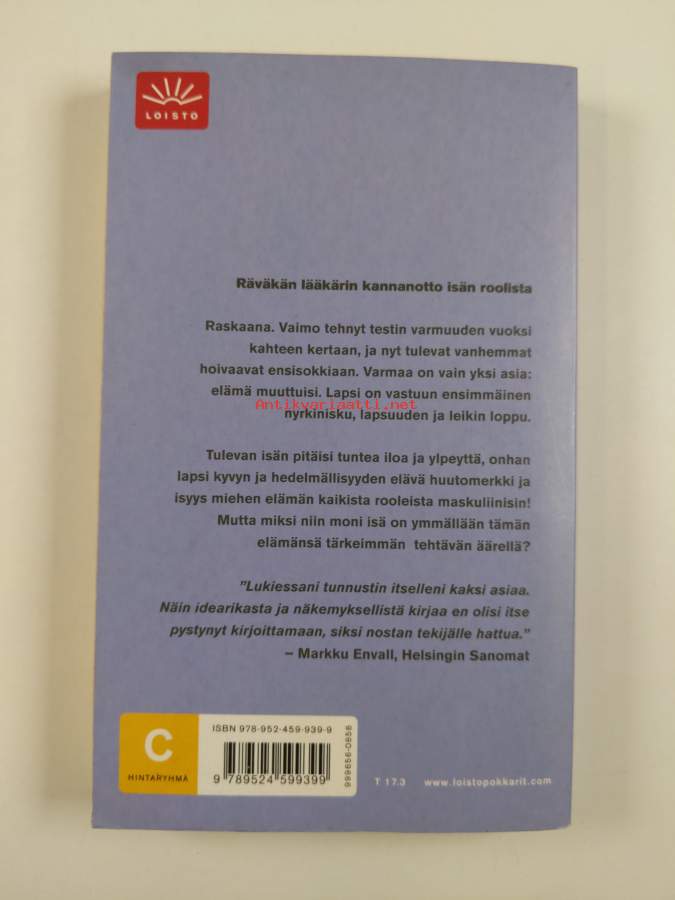 LOISTO
Räväkän lääkärin kannanotto isän roolista
Raskaana. Vaimo tehnyt testin varmuuden vuoksi
kahteen kertaan, ja nyt tulevat vanhemmat
hoivaavat ensisokkiaan. Varmaa on vain yksi asia:
elämä muuttuisi. Lapsi on vastuun ensimmäinen
Antikvariaatti.net
nyrkinisku, lapsuuden ja leikin loppu.
Tulevan isän pitäisi tuntea iloa ja ylpeyttä, onhan
lapsi kyvyn ja hedelmällisyyden elävä huutomerkki ja
isyys miehen elämän kaikista rooleista maskuliinisin!
Mutta miksi niin moni isä on ymmällään tämän
elämänsä tärkeimmän tehtävän äärellä?
”Lukiessani tunnustin itselleni kaksi asiaa.
Näin idearikasta ja näkemyksellistä kirjaa en olisi itse
pystynyt kirjoittamaan, siksi nostan tekijälle hattua.”
– Markku Envall, Helsingin Sanomat
C
HINTARYHMÄ
ISBN 978-952-459-939-9
9 789524 599399
999656-0858
T 17.3
www.loistopokkarit.com